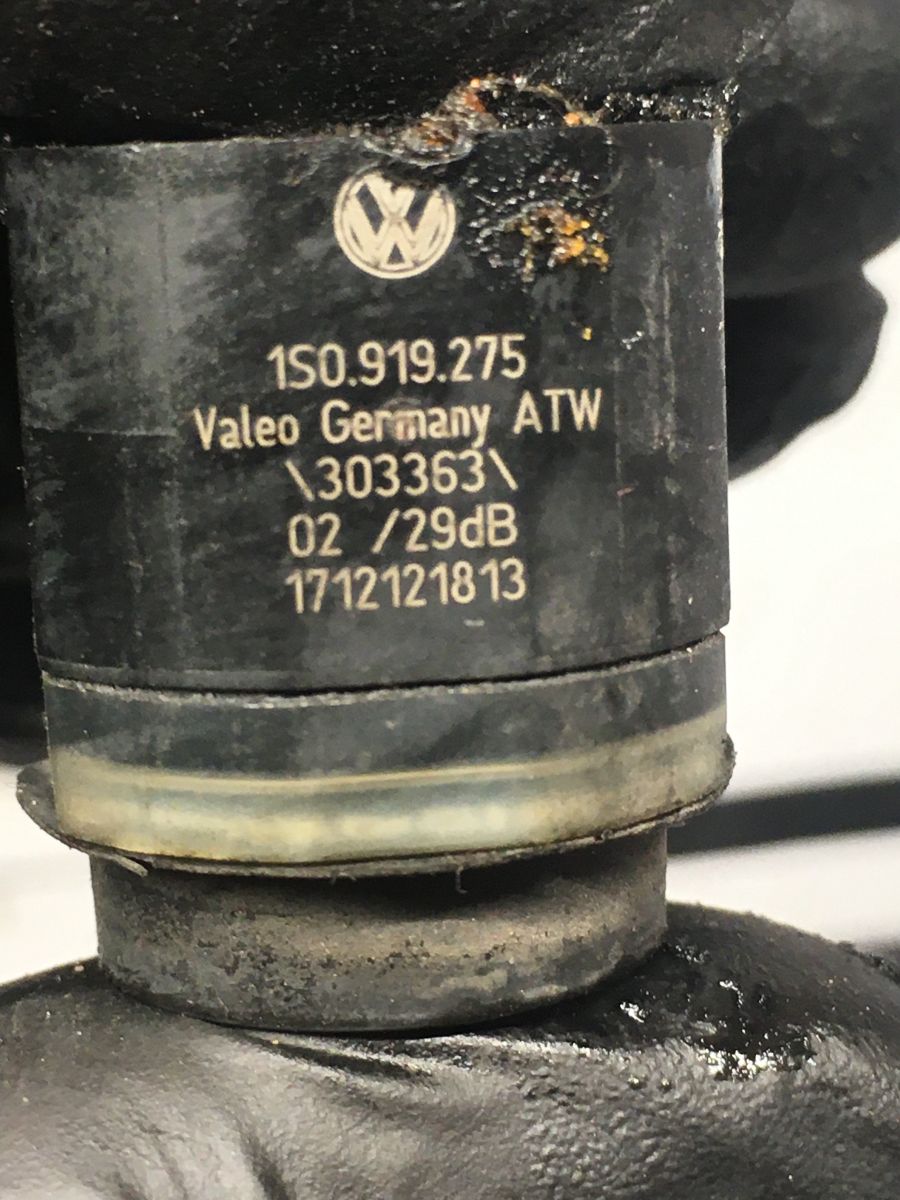 1S0.919.275
Valeo Germany ATW
\303363\
02 /29dB
1712121813